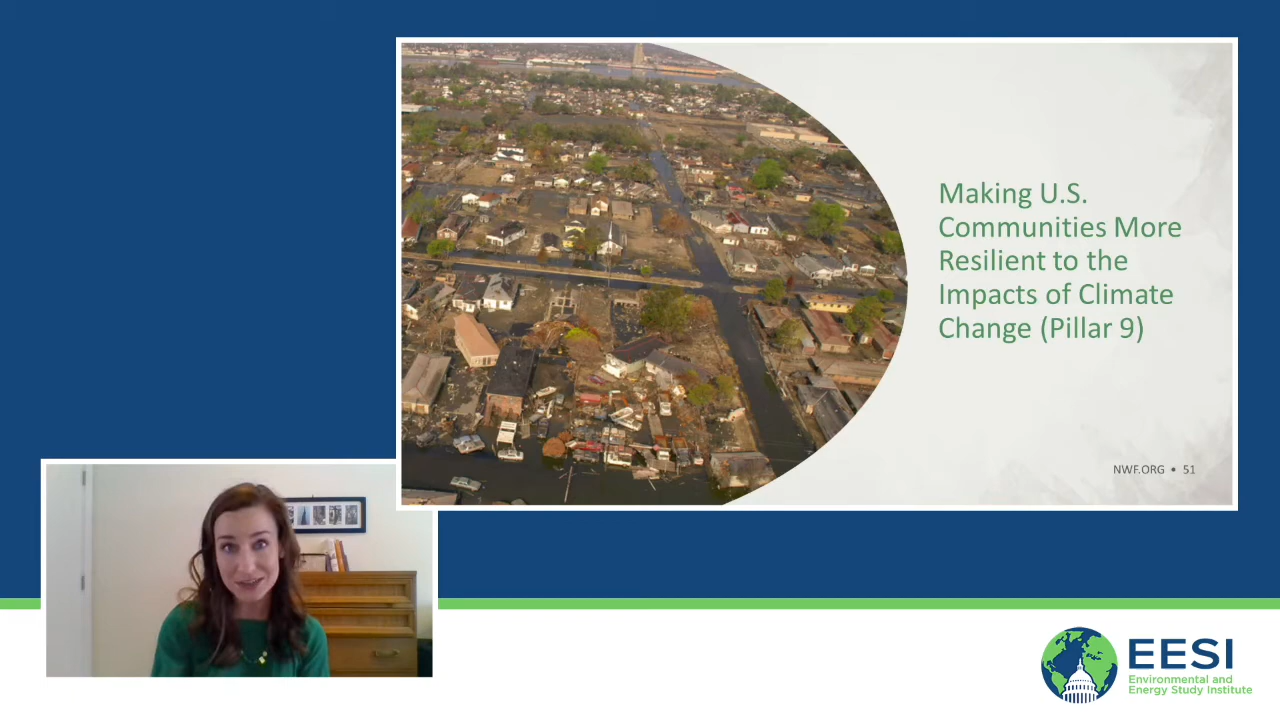 Making U.S.
Communities More
Resilient to the
Impacts of Climate
Change (Pillar 9)
NWF.ORG • 51
EESI
Environmental and
Energy Study Institute